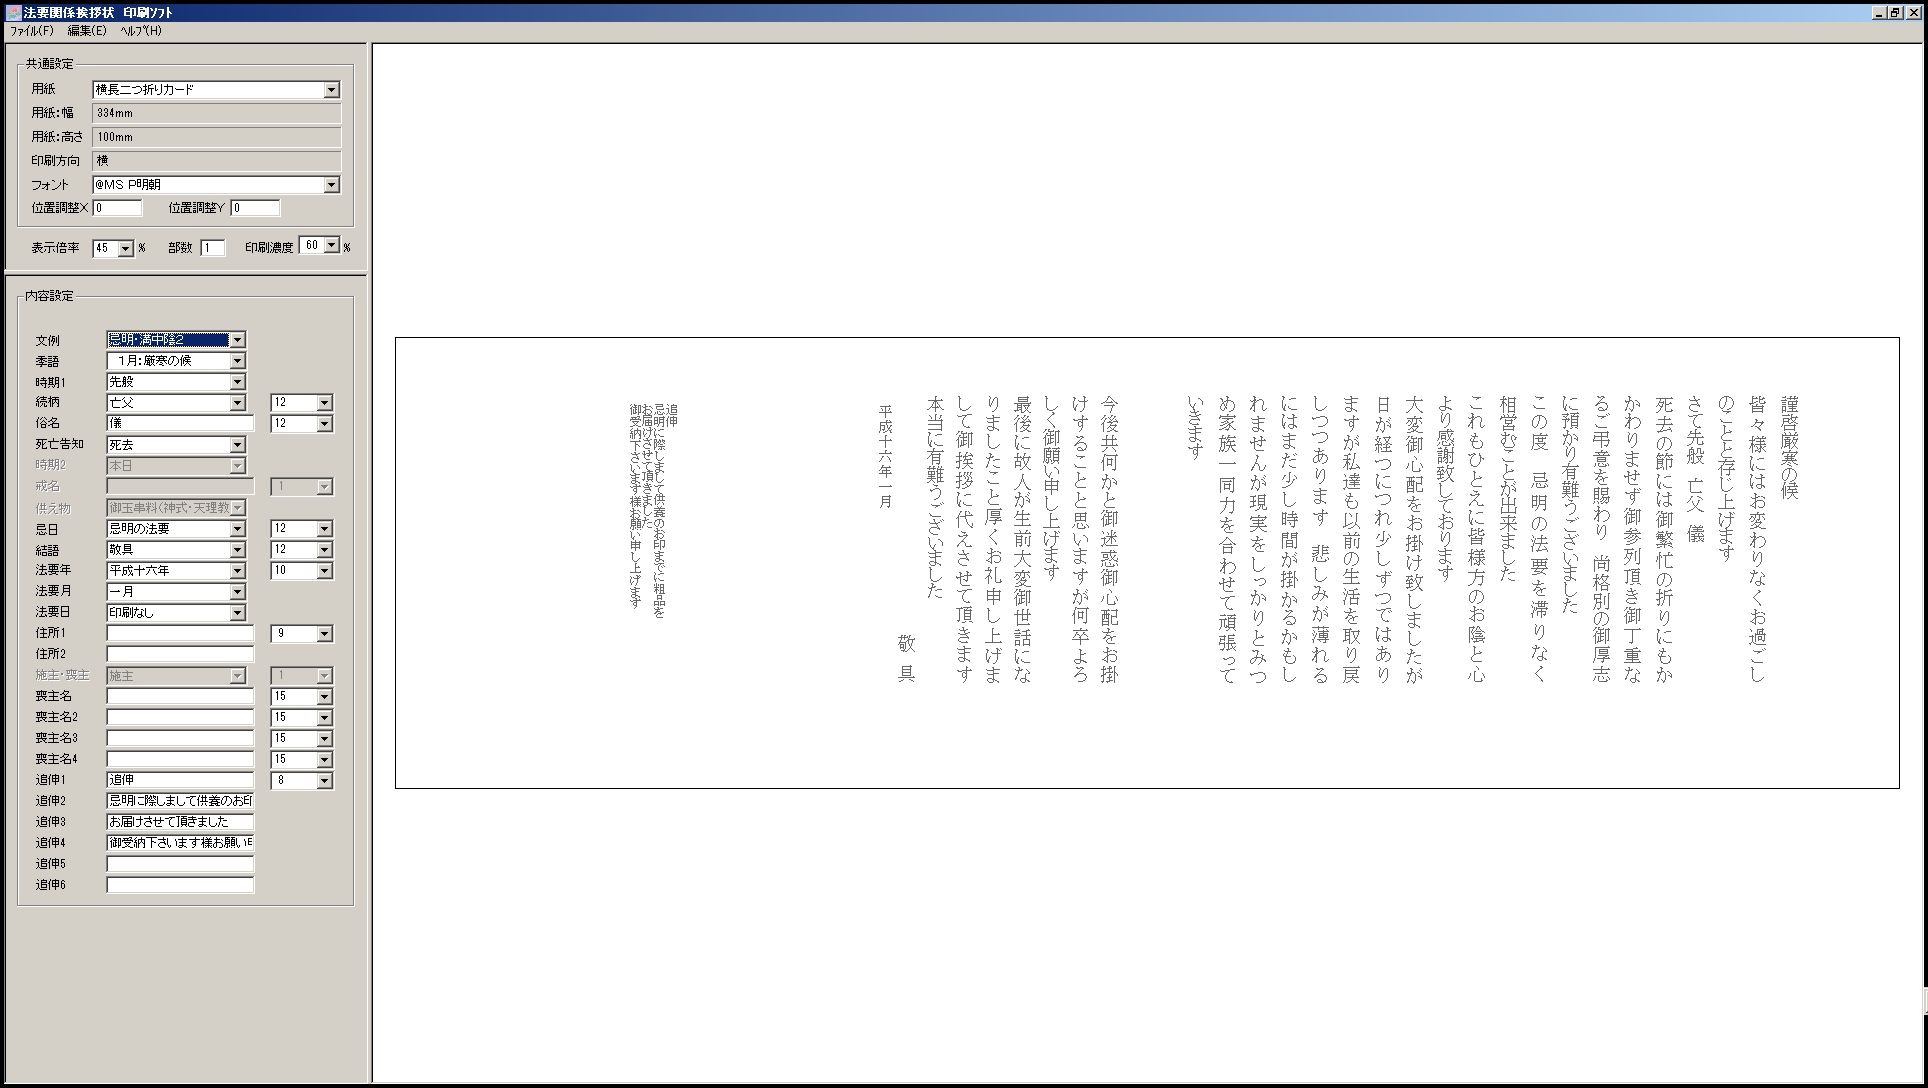 法要関係挨拶状 印刷ソフト
ファイル(F) 編集(E) ヘルプ(H)
共通設定
用紙 横長二つ折りカード
用紙:幅 334mm
用紙:高さ 100mm
印刷方向 横
フォント @MS P明朝
位置調整X 0 位置調整Y 0
表示倍率 45 % 部数 1 印刷濃度 60 %
内容設定
文例 忌明・満中陰2
季語 1月:厳寒の候
時期1 先般
続柄 亡父 12
俗名 儀 12
死亡告知 死去
時期2 本日
戒名 1
供え物 御玉串料(神式・天理教
忌日 忌明の法要 12
結語 敬具 12
法要年 平成十六年 10
法要月 一月
法要日 印刷なし
住所1 9
住所2
施主・喪主 施主 1
喪主名 15
喪主名2 15
喪主名3 15
喪主名4 15
追伸1 追伸 8
追伸2 忌明に際しまして供養のお印
追伸3 お届けさせて頂きました
追伸4 御受納下さいます様お願い
追伸5
追伸6
謹啓厳寒の候
皆々様にはお変わりなくお過ごし
のことと存じ上げます
さて先般 亡父 儀
死去の節には御繁忙の折りにもか
かわりませず御参列頂き御丁重な
るご弔意を賜わり 尚格別の御厚志
に預かり有難うございました
この度 忌明の法要を滞りなく
相営むことが出来ました
これもひとえに皆様方のお陰と心
より感謝致しております
大変御心配をお掛け致しましたが
日が経つにつれ少しずつではあり
ますが私達も以前の生活を取り戻
しつつあります 悲しみが薄れる
にはまだ少し時間が掛かるかもし
れませんが現実をしっかりとみつ
め家族一同力を合わせて頑張って
いきます
今後共何かと御迷惑御心配をお掛
けすることと思いますが何卒よろ
しく御願い申し上げます
最後に故人が生前大変御世話にな
りましたこと厚くお礼申し上げま
して御挨拶に代えさせて頂きます
本当に有難うございました
敬具
平成十六年一月
追伸
忌明に際しまして供養のお印までに粗品を
お届けさせて頂きました
御受納下さいます様お願い申し上げます